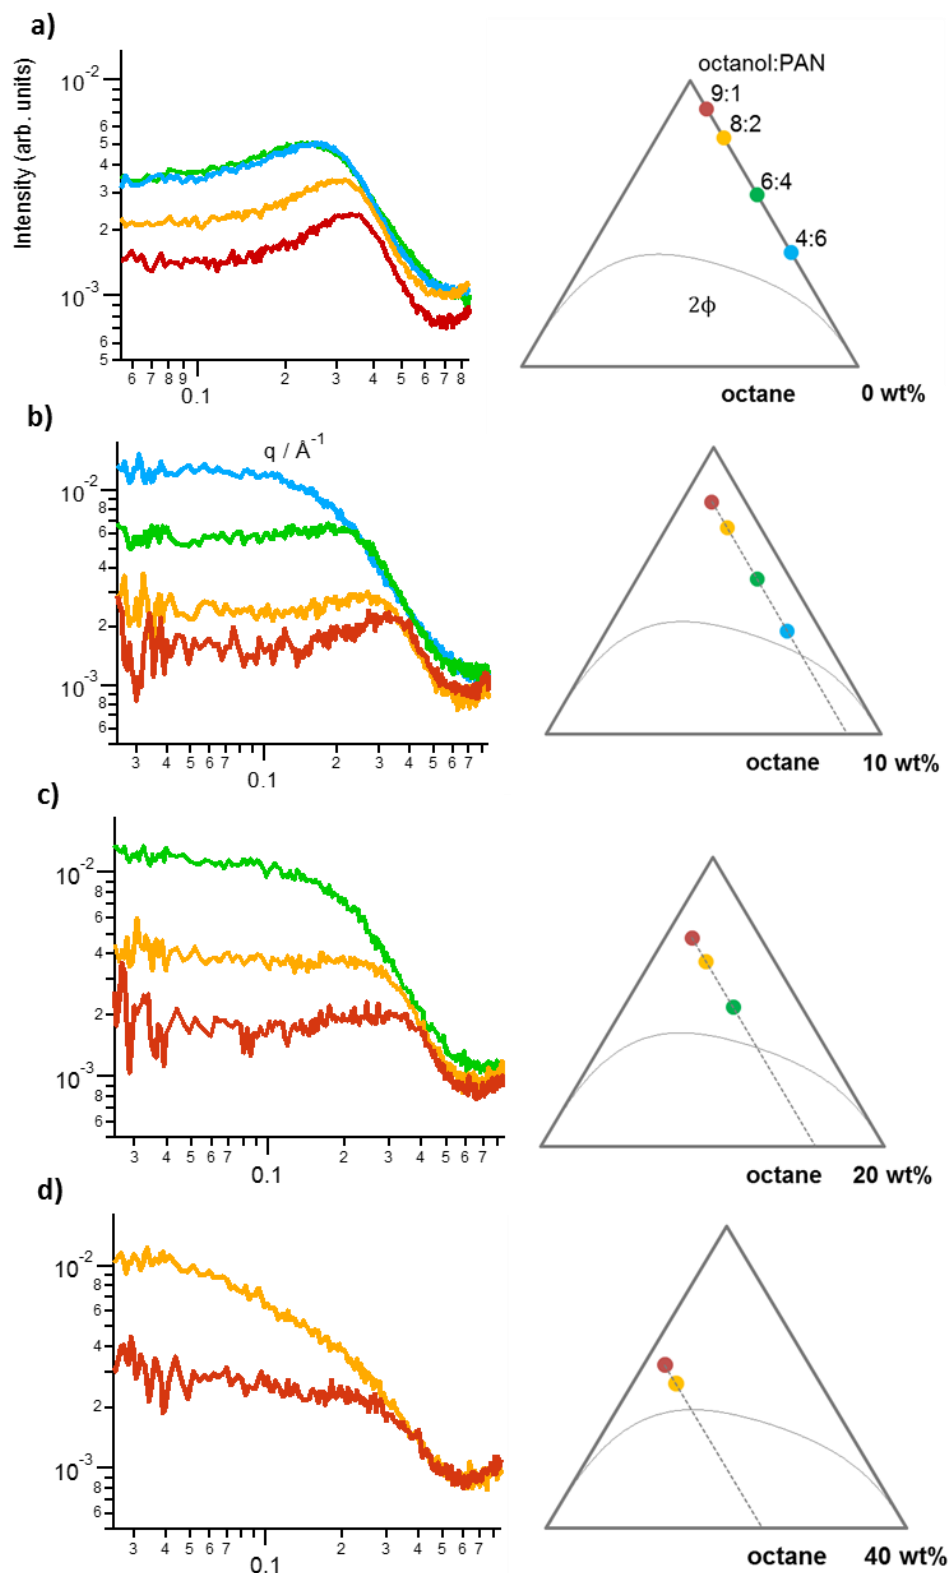 a)
Intensity (arb. units)
10-2
6
5
4
3
2
10-3
8
6
5
6 7 8 9 2 3 4 5 6 7 8
0.1
octanol:PAN
9:1
8:2
6:4
4:6
2ϕ
octane 0 wt%
b)
q / Å-1
10-2
8
6
4
2
10-3
8
6
3 4 5 6 7 2 3 4 5 6 7
0.1
octane 10 wt%
c)
10-2
8
6
4
2
10-3
8
6
3 4 5 6 7 2 3 4 5 6 7
0.1
octane 20 wt%
d)
10-2
8
6
4
2
10-3
8
6
3 4 5 6 7 2 3 4 5 6 7
0.1
octane 40 wt%